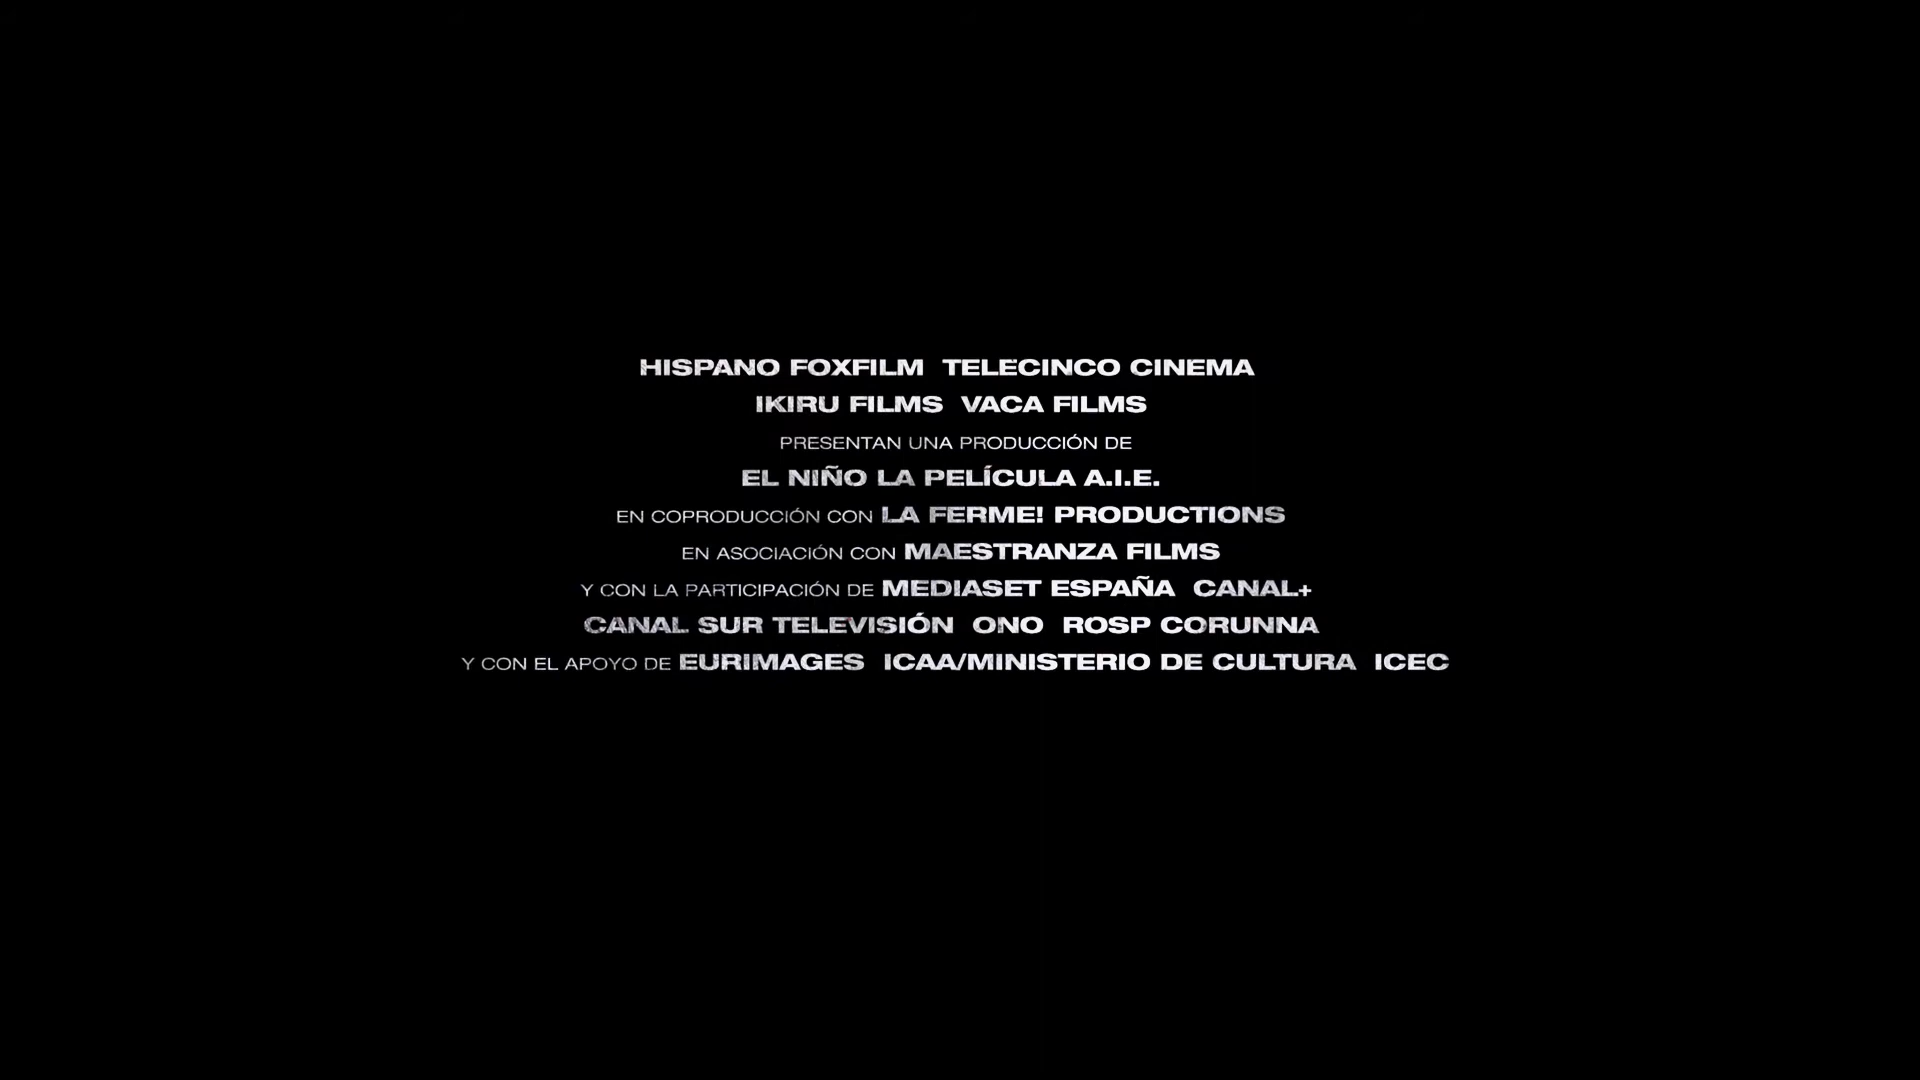 HISPANO FOXFILM  TELECINCO CINEMA
IKIRU FILMS  VACA FILMS
PRESENTAN UNA PRODUCCIÓN DE
EL NIÑO LA PELÍCULA A.I.E.
EN COPRODUCCIÓN CON LA FERME! PRODUCTIONS
EN ASOCIACIÓN CON MAESTRANZA FILMS
Y CON LA PARTICIPACIÓN DE MEDIASET ESPAÑA  CANAL+
CANAL SUR TELEVISIÓN  ONO  ROSP CORUNNA
Y CON EL APOYO DE EURIMAGES  ICAA/MINISTERIO DE CULTURA  ICEC